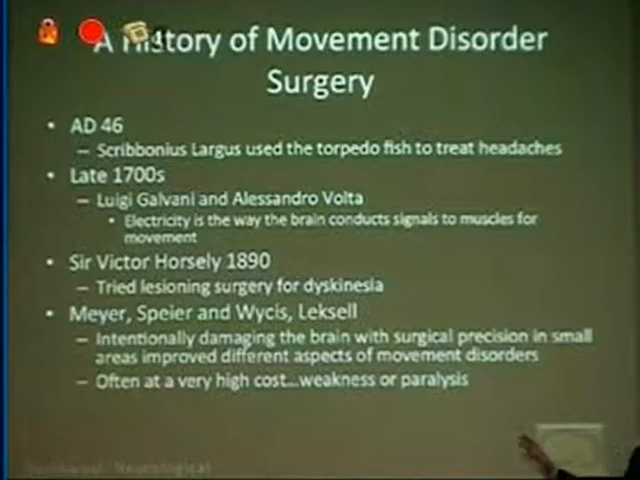 A History of Movement Disorder
Surgery
• AD 46
– Scribbonius Largus used the torpedo fish to treat headaches
• Late 1700s
– Luigi Galvani and Alessandro Volta
• Electricity is the way the brain conducts signals to muscles for
movement
• Sir Victor Horsely 1890
– Tried lesioning surgery for dyskinesia
• Meyer, Speier and Wycis, Leksell
– Intentionally damaging the brain with surgical precision in small
areas improved different aspects of movement disorders
– Often at a very high cost...weakness or paralysis
Neurological